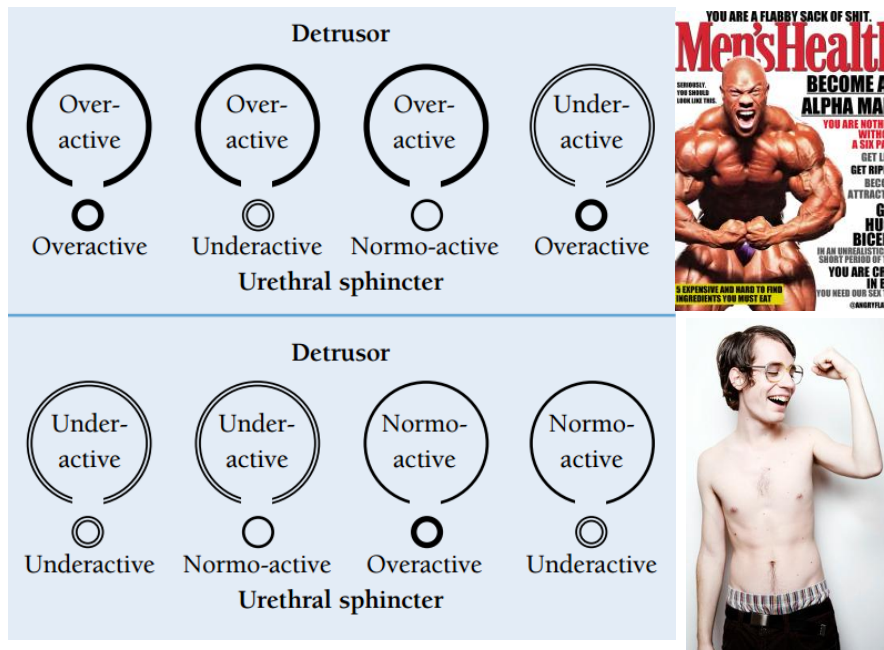 Detrusor
Over-
active
Over-
active
Over-
active
Under-
active
Overactive
Underactive
Normo-active
Overactive
Urethral sphincter
Detrusor
Under-
active
Under-
active
Normo-
active
Normo-
active
Underactive
Normo-active
Overactive
Underactive
Urethral sphincter
YOU ARE A FLABBY SACK OF SHIT.
Men'sHealt
SERIOUSLY.
YOU SHOULD
LOOK LIKE THIS.
BECOME A
ALPHA MA
YOU ARE NOTH
WITHO
A SIX PA
GET L
GET RIP
BECO
ATTRACT
G
HU
BICE
IN AN UNREALISTIC
SHORT PERIOD OF T
YOU ARE CR
IN B
YOU NEED OUR SEX
5 EXPENSIVE AND HARD TO FIND
INGREDIENTS YOU MUST EAT
@ANGRYFLA